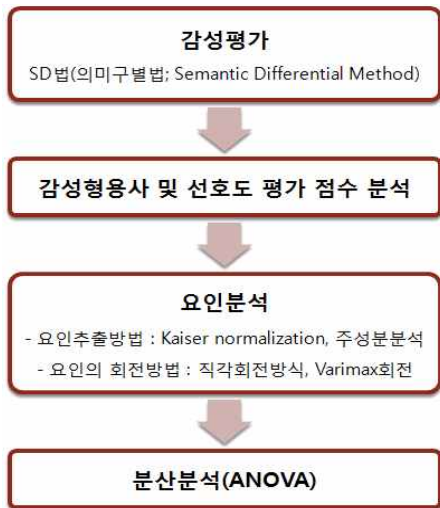 감성평가
SD법(의미구별법; Semantic Differential Method)
감성형용사 및 선호도 평가 점수 분석
요인분석
- 요인추출방법 : Kaiser normalization, 주성분분석
- 요인의 회전방법 : 직각회전방식, Varimax회전
분산분석(ANOVA)